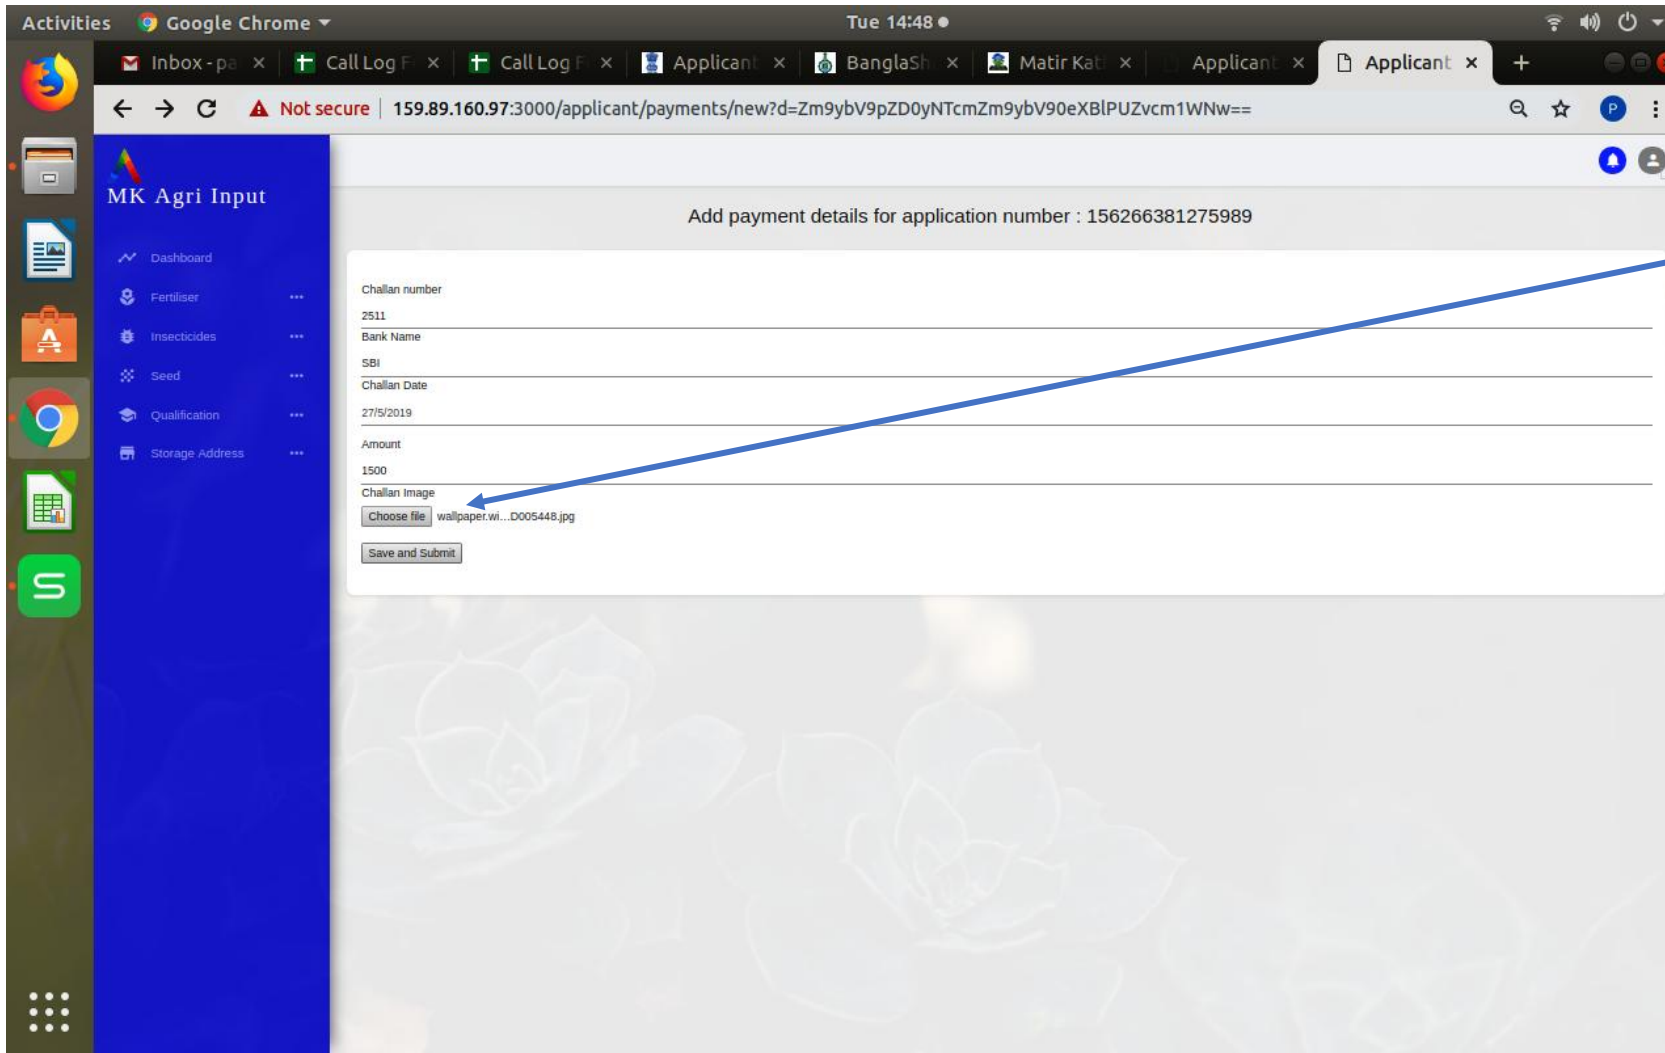 Activities Google Chrome Tue 14:48
Inbox - pa Call Log F Call Log F Applicant BanglaSh Matir Kat Applicant Applicant
Not secure 159.89.160.97:3000/applicant/payments/new?d=Zm9ybV9pZD0yNTcmZm9ybV90eXBlPUZvcm1WNw== P
MK Agri Input
Add payment details for application number : 156266381275989
Dashboard
Fertiliser
Insecticides
Seed
Qualification
Storage Address
Challan number
2511
Bank Name
SBI
Challan Date
27/5/2019
Amount
1500
Challan Image
Choose file wallpaper.wi...D005448.jpg
Save and Submit